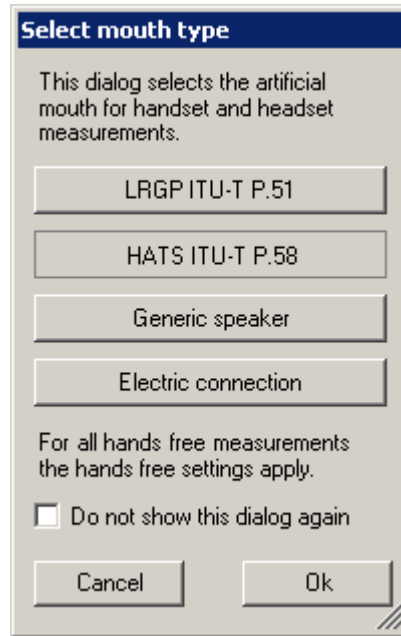 Select mouth type
This dialog selects the artificial
mouth for handset and headset
measurements.
LRGP ITU-T P.51
HATS ITU-T P.58
Generic speaker
Electric connection
For all hands free measurements
the hands free settings apply.
Do not show this dialog again
Cancel
Ok